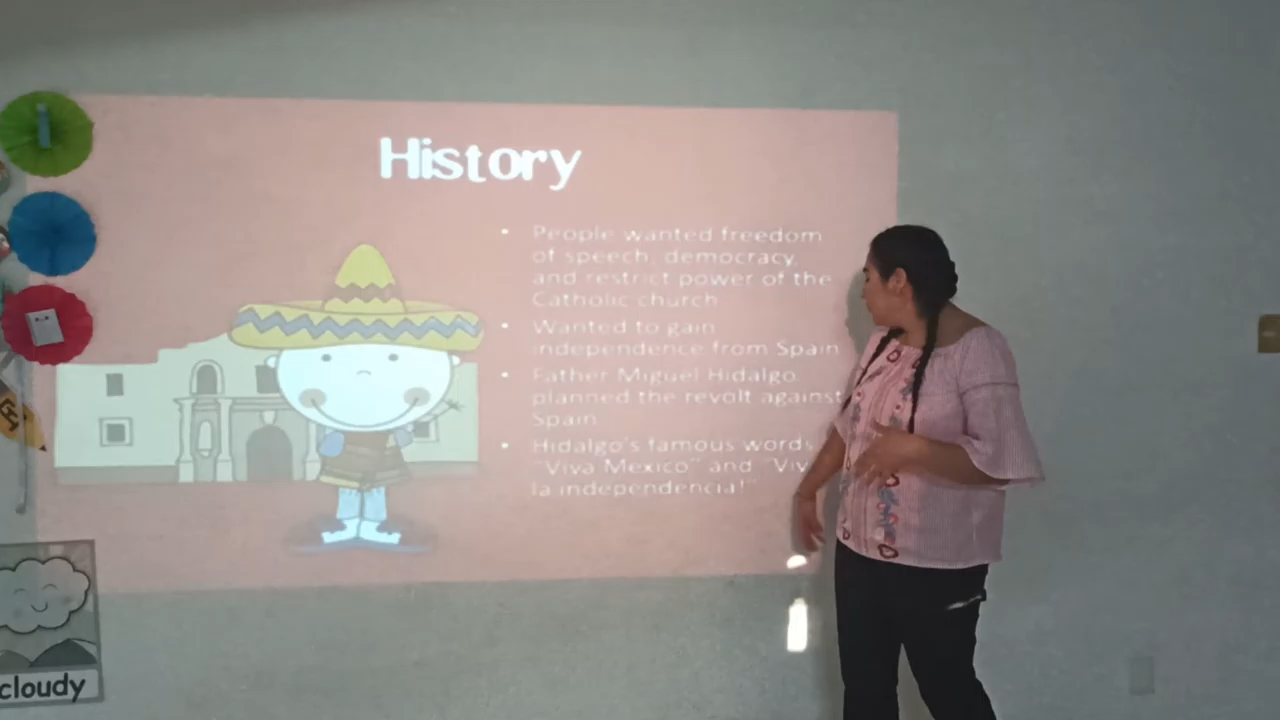 History
• People wanted freedom
of speech, democracy,
and restrict power of the
Catholic church
• Wanted to gain
independence from Spain
• Father Miguel Hidalgo
planned the revolt against
Spain
• Hidalgo's famous words
"Viva Mexico" and "Viv
la independencia!"
cloudy